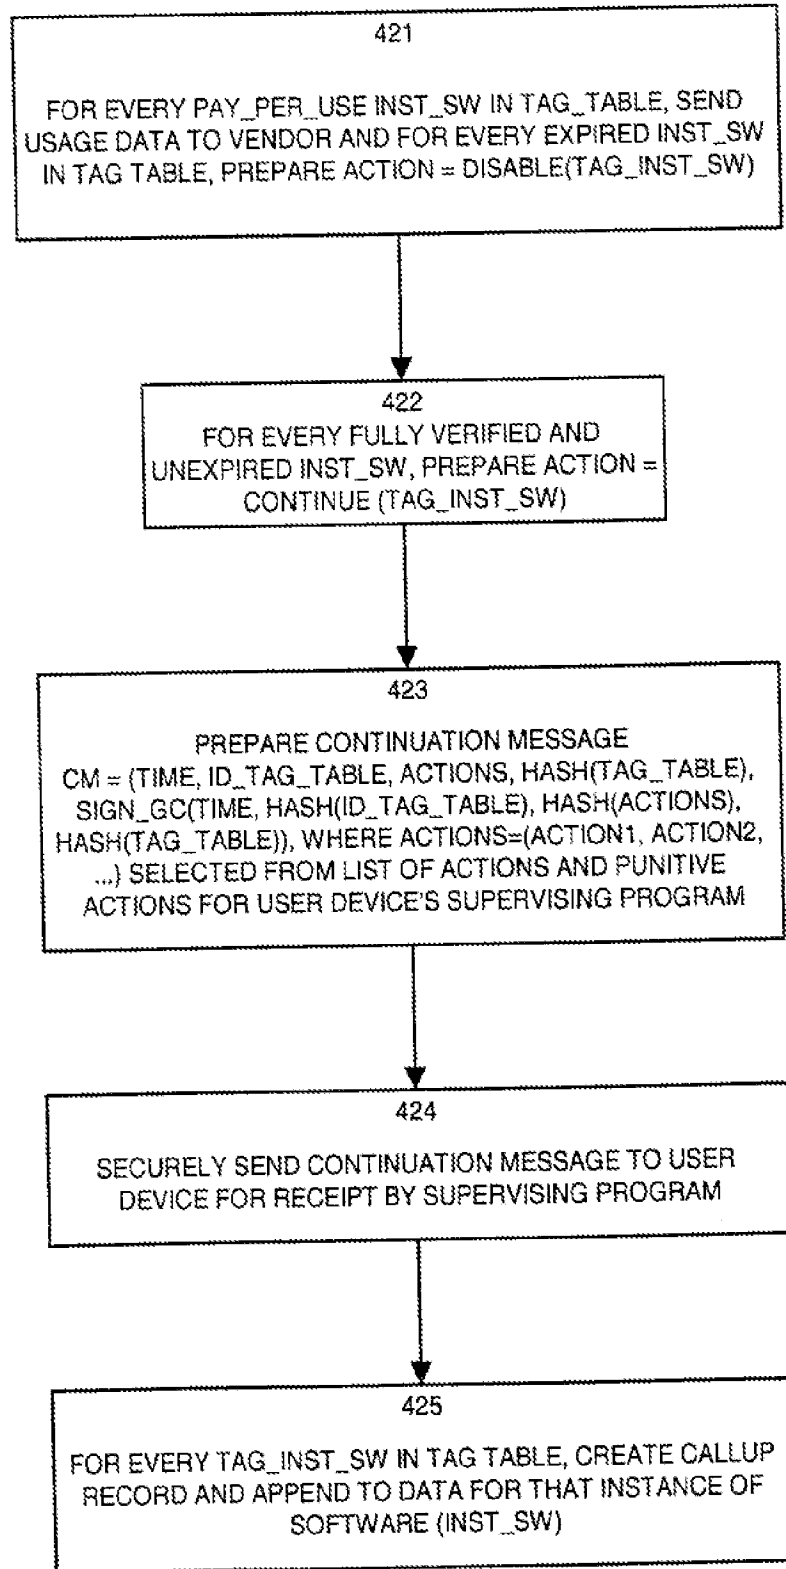 421
FOR EVERY PAY_PER_USE INST_SW IN TAG_TABLE, SEND
USAGE DATA TO VENDOR AND FOR EVERY EXPIRED INST_SW
IN TAG TABLE, PREPARE ACTION = DISABLE(TAG_INST_SW)
422
FOR EVERY FULLY VERIFIED AND
UNEXPIRED INST_SW, PREPARE ACTION =
CONTINUE (TAG_INST_SW)
423
PREPARE CONTINUATION MESSAGE
CM = (TIME, ID_TAG_TABLE, ACTIONS, HASH(TAG_TABLE),
SIGN_GC(TIME, HASH(ID_TAG_TABLE), HASH(ACTIONS),
HASH(TAG_TABLE)), WHERE ACTIONS=(ACTION1, ACTION2,
...) SELECTED FROM LIST OF ACTIONS AND PUNITIVE
ACTIONS FOR USER DEVICE'S SUPERVISING PROGRAM
424
SECURELY SEND CONTINUATION MESSAGE TO USER
DEVICE FOR RECEIPT BY SUPERVISING PROGRAM
425
FOR EVERY TAG_INST_SW IN TAG TABLE, CREATE CALLUP
RECORD AND APPEND TO DATA FOR THAT INSTANCE OF
SOFTWARE (INST_SW)